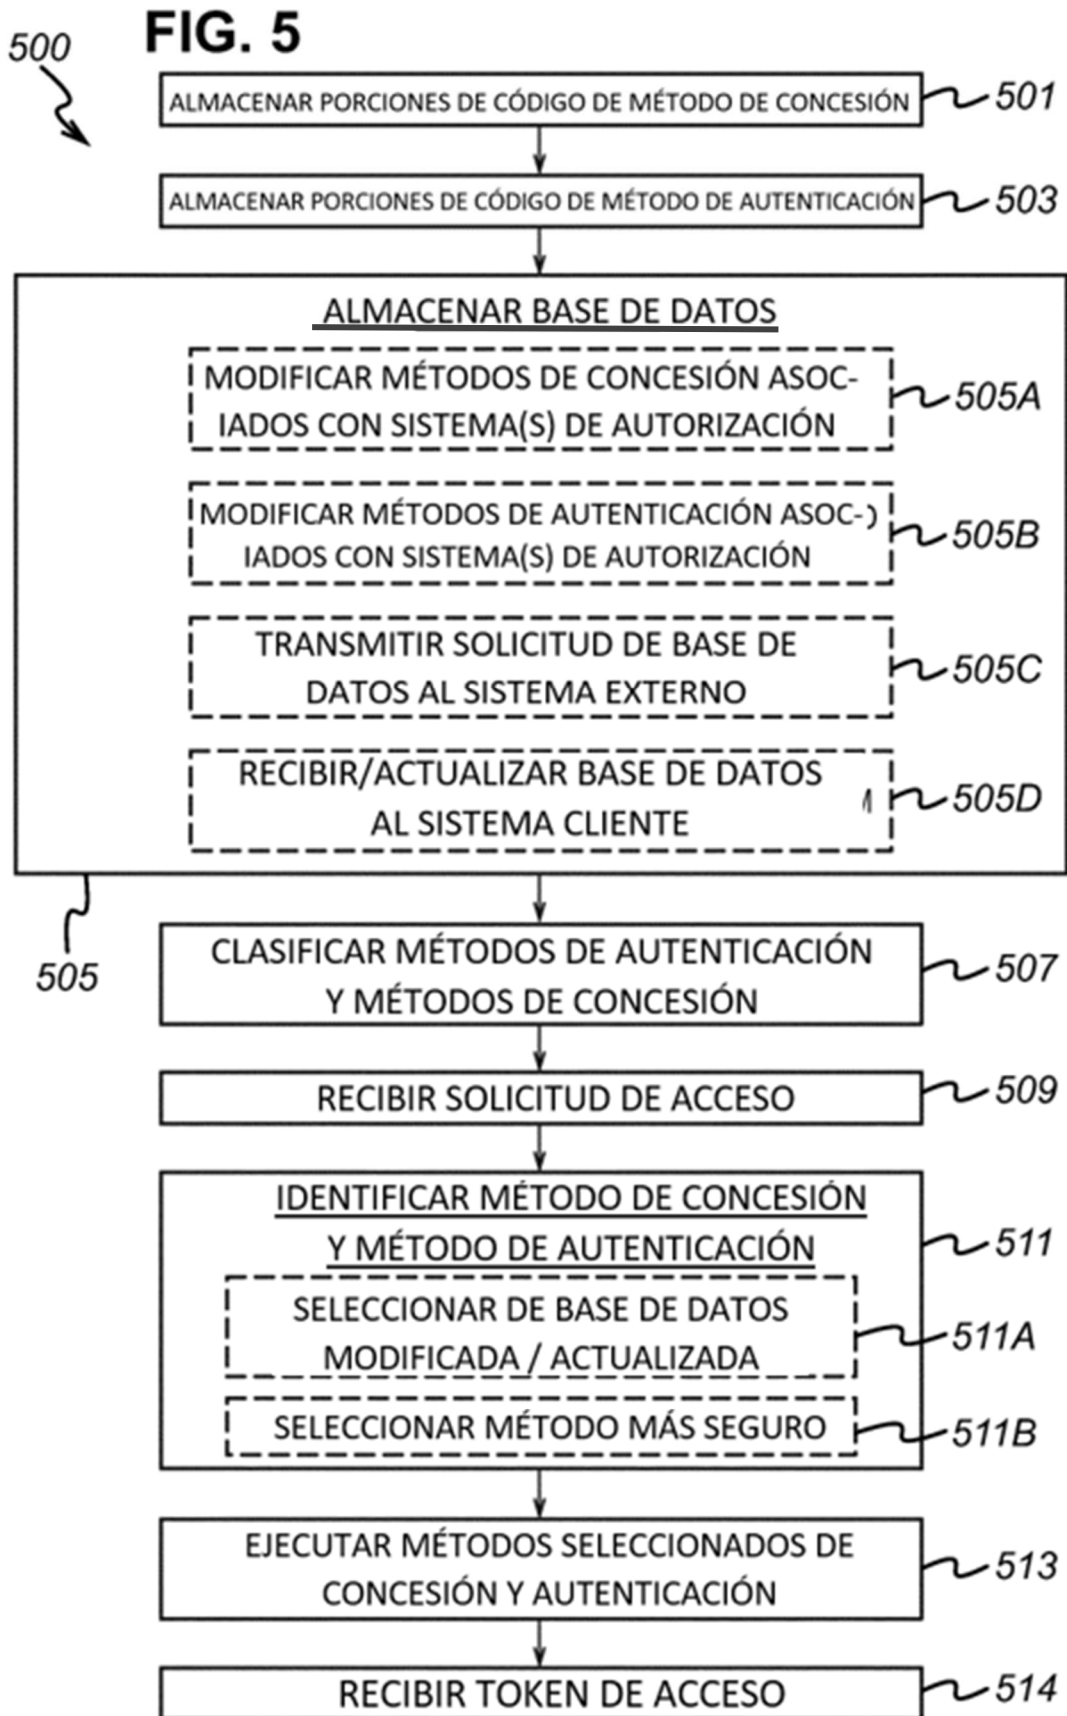 FIG. 5
500
ALMACENAR PORCIONES DE CÓDIGO DE MÉTODO DE CONCESIÓN
501
ALMACENAR PORCIONES DE CÓDIGO DE MÉTODO DE AUTENTICACIÓN
503
ALMACENAR BASE DE DATOS
MODIFICAR MÉTODOS DE CONCESIÓN ASOC-
IADOS CON SISTEMA(S) DE AUTORIZACIÓN
505A
MODIFICAR MÉTODOS DE AUTENTICACIÓN ASOC-
IADOS CON SISTEMA(S) DE AUTORIZACIÓN
505B
TRANSMITIR SOLICITUD DE BASE DE
DATOS AL SISTEMA EXTERNO
505C
RECIBIR/ACTUALIZAR BASE DE DATOS
AL SISTEMA CLIENTE
505D
505
CLASIFICAR MÉTODOS DE AUTENTICACIÓN
Y MÉTODOS DE CONCESIÓN
507
RECIBIR SOLICITUD DE ACCESO
509
IDENTIFICAR MÉTODO DE CONCESIÓN
Y MÉTODO DE AUTENTICACIÓN
511
SELECCIONAR DE BASE DE DATOS
MODIFICADA / ACTUALIZADA
511A
SELECCIONAR MÉTODO MÁS SEGURO
511B
EJECUTAR MÉTODOS SELECCIONADOS DE
CONCESIÓN Y AUTENTICACIÓN
513
RECIBIR TOKEN DE ACCESO
514